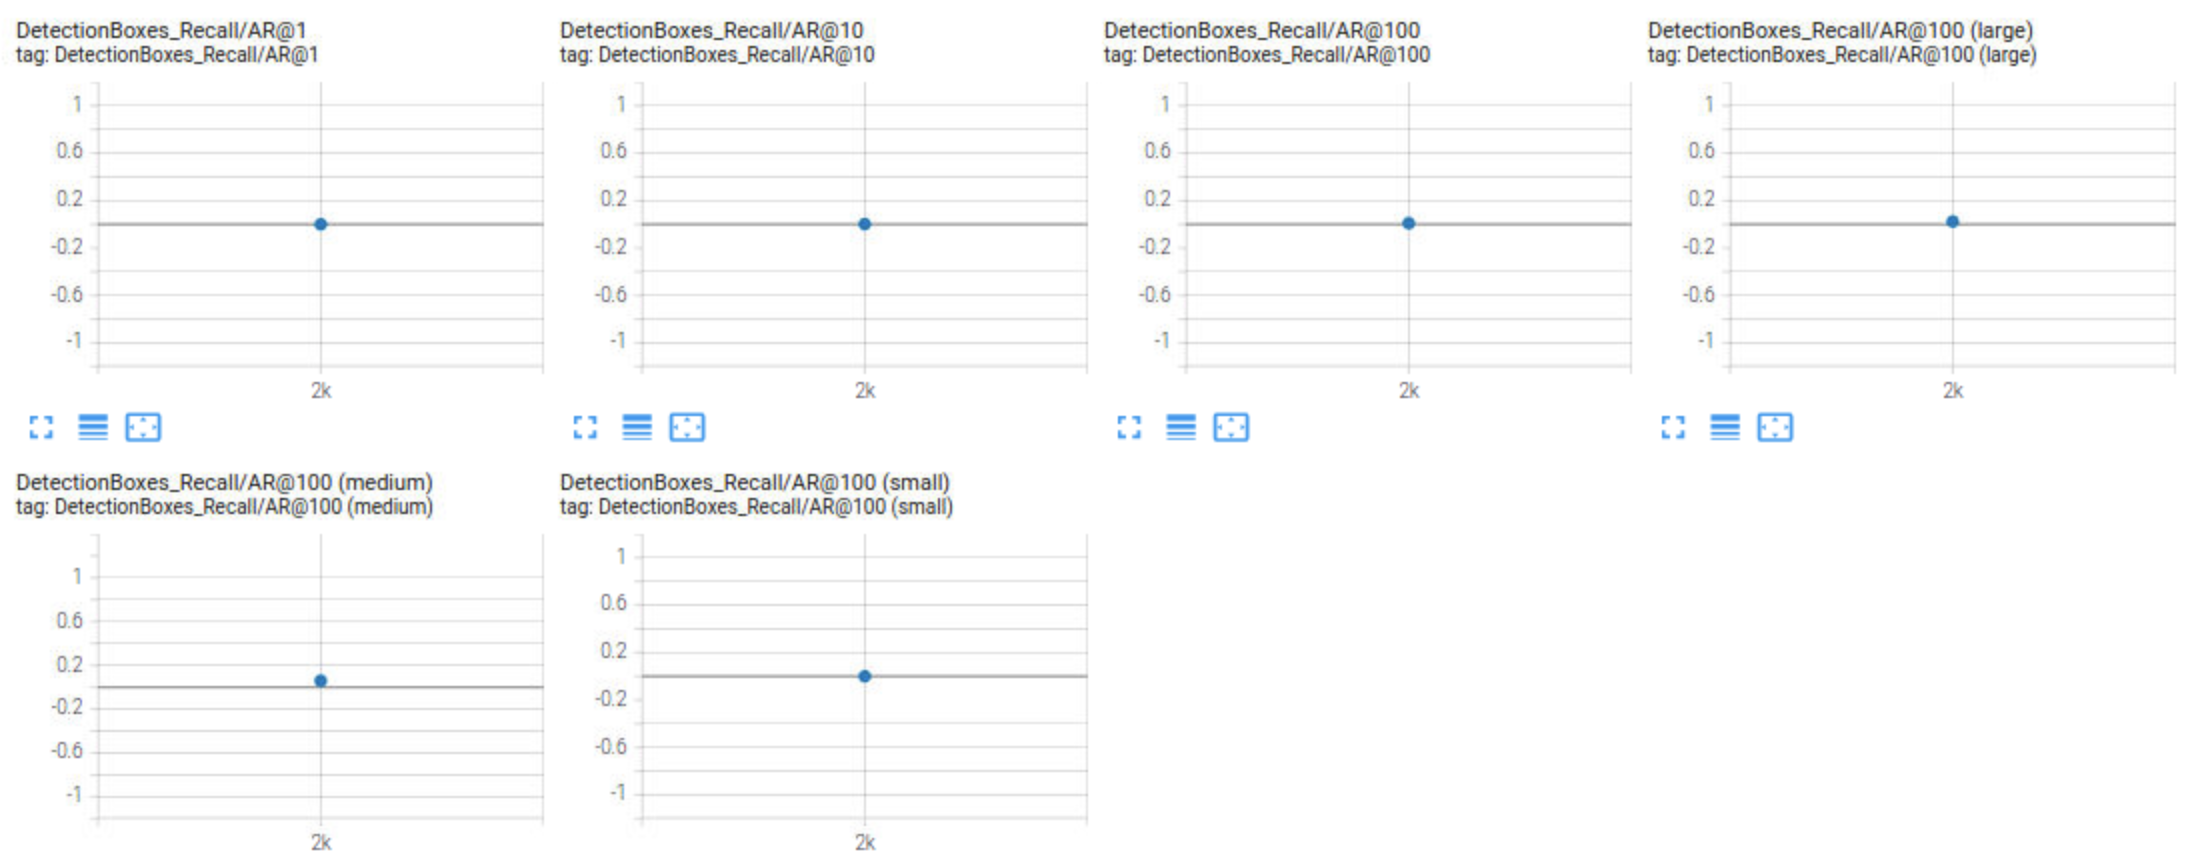 DetectionBoxes_Recall/AR@1
tag: DetectionBoxes_Recall/AR@1
1
0.6
0.2
-0.2
-0.6
-1
2k
DetectionBoxes_Recall/AR@10
tag: DetectionBoxes_Recall/AR@10
1
0.6
0.2
-0.2
-0.6
-1
2k
DetectionBoxes_Recall/AR@100
tag: DetectionBoxes_Recall/AR@100
1
0.6
0.2
-0.2
-0.6
-1
2k
DetectionBoxes_Recall/AR@100 (large)
tag: DetectionBoxes_Recall/AR@100 (large)
1
0.6
0.2
-0.2
-0.6
-1
2k
DetectionBoxes_Recall/AR@100 (medium)
tag: DetectionBoxes_Recall/AR@100 (medium)
1
0.6
0.2
-0.2
-0.6
-1
2k
DetectionBoxes_Recall/AR@100 (small)
tag: DetectionBoxes_Recall/AR@100 (small)
1
0.6
0.2
-0.2
-0.6
-1
2k